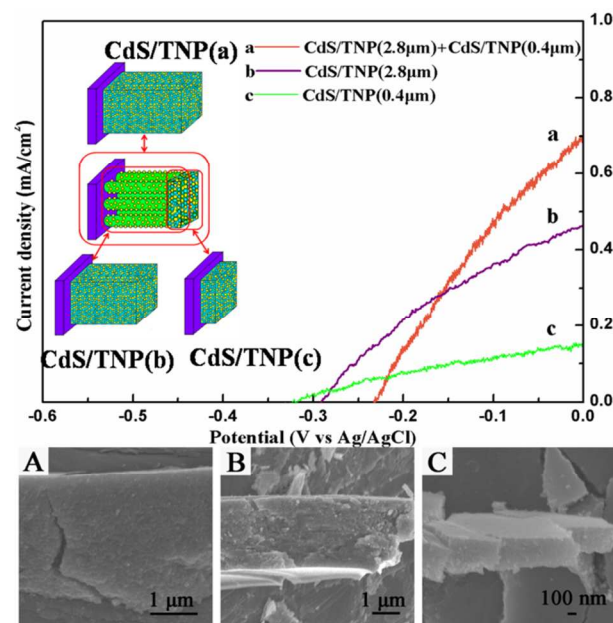 CdS/TNP(a)
a CdS/TNP(2.8μm)+CdS/TNP(0.4μm)
b CdS/TNP(2.8μm)
c CdS/TNP(0.4μm)
1.0
0.8
0.6
0.4
0.2
0.0
Current density (mA/cm²)
a
b
c
CdS/TNP(b)
CdS/TNP(c)
-0.6 -0.5 -0.4 -0.3 -0.2 -0.1 0.0
Potential (V vs Ag/AgCl)
A
1 μm
B
1 μm
C
100 nm